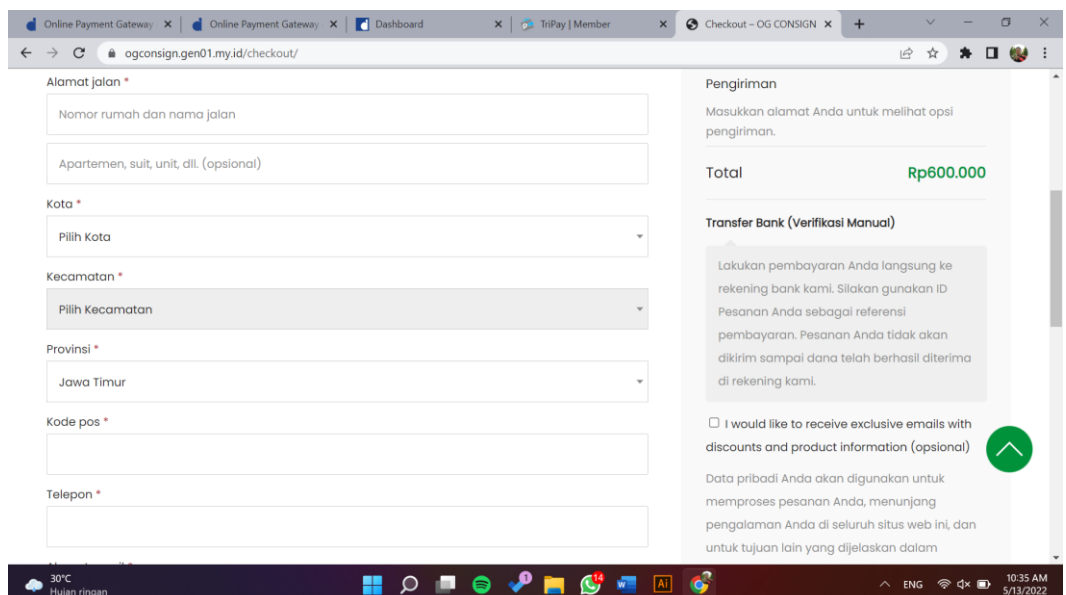 Online Payment Gateway
Online Payment Gateway
Dashboard
TriPay | Member
Checkout – OG CONSIGN
ogconsign.gen01.my.id/checkout/
Alamat jalan *
Nomor rumah dan nama jalan
Apartemen, suit, unit, dll. (opsional)
Kota *
Pilih Kota
Kecamatan *
Pilih Kecamatan
Provinsi *
Jawa Timur
Kode pos *
Telepon *
Pengiriman
Masukkan alamat Anda untuk melihat opsi
pengiriman.
Total Rp600.000
Transfer Bank (Verifikasi Manual)
Lakukan pembayaran Anda langsung ke
rekening bank kami. Silakan gunakan ID
Pesanan Anda sebagai referensi
pembayaran. Pesanan Anda tidak akan
dikirim sampai dana telah berhasil diterima
di rekening kami.
I would like to receive exclusive emails with
discounts and product information (opsional)
Data pribadi Anda akan digunakan untuk
memproses pesanan Anda, menunjang
pengalaman Anda di seluruh situs web ini, dan
untuk tujuan lain yang dijelaskan dalam
30°C
Hujan ringan
1
W
Ai
ENG
10:35 AM
5/13/2022